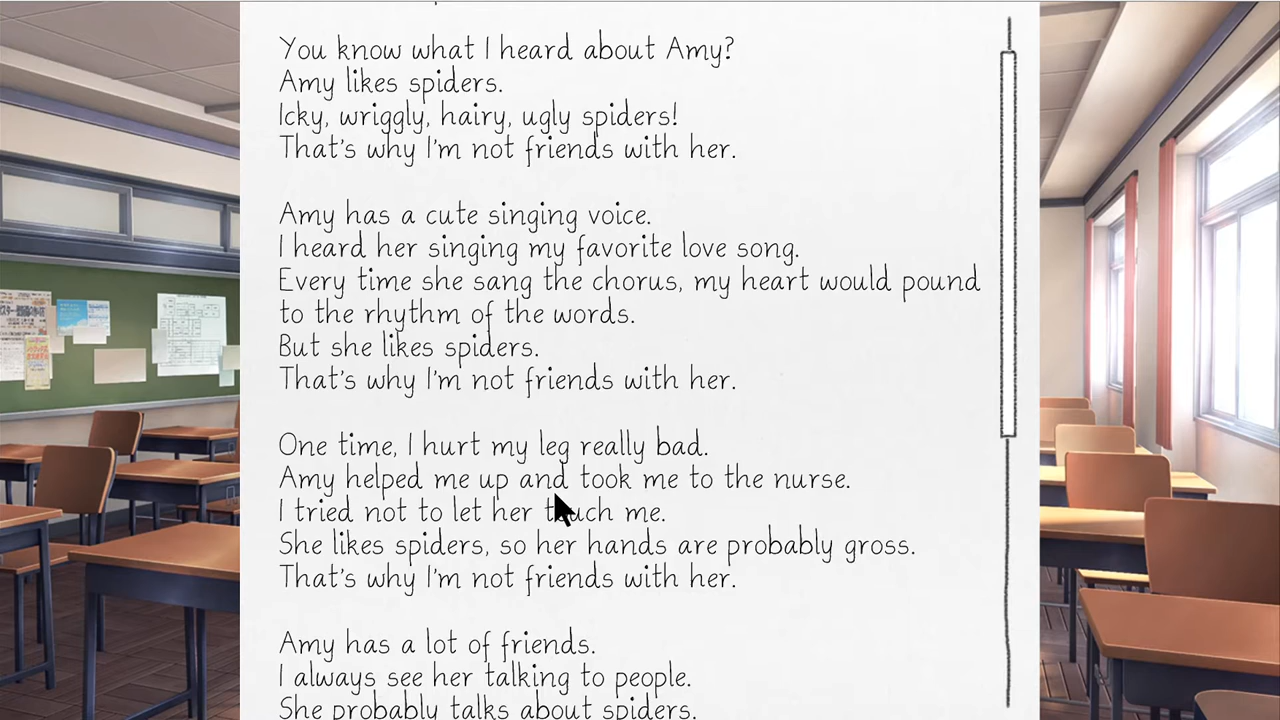 You know what I heard about Amy?
Amy likes spiders.
Icky, wriggly, hairy, ugly spiders!
That's why I'm not friends with her.
Amy has a cute singing voice.
I heard her singing my favorite love song.
Every time she sang the chorus, my heart would pound
to the rhythm of the words.
But she likes spiders.
That's why I'm not friends with her.
One time, I hurt my leg really bad.
Amy helped me up and took me to the nurse.
I tried not to let her touch me.
She likes spiders, so her hands are probably gross.
That's why I'm not friends with her.
Amy has a lot of friends.
I always see her talking to people.
She probably talks about spiders.